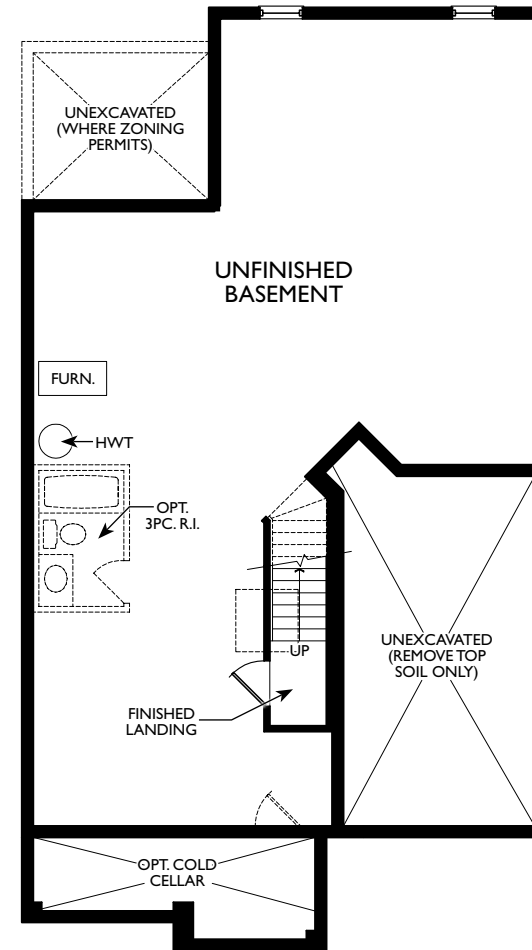 UNEXCAVATED
(WHERE ZONING
PERMITS)
UNFINISHED
BASEMENT
FURN.
HWT
OPT.
3PC. R.I.
UP
UNEXCAVATED
(REMOVE TOP
SOIL ONLY)
FINISHED
LANDING
OPT. COLD
CELLAR